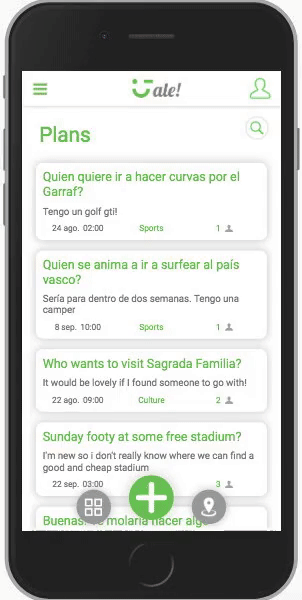 ale!
Plans
Quien quiere ir a hacer curvas por el
Garraf?
Tengo un golf gti!
24 ago. 02:00 Sports 1
Quien se anima a ir a surfear al país
vasco?
Sería para dentro de dos semanas. Tengo una
camper
8 sep. 10:00 Sports 1
Who wants to visit Sagrada Familia?
It would be lovely if I found someone to go with!
22 ago. 09:00 Culture 2
Sunday footy at some free stadium?
I'm new so i don't really know where we can find a
good and cheap stadium
22 sep. 03:00 3
Buenas! molaría hacer algo